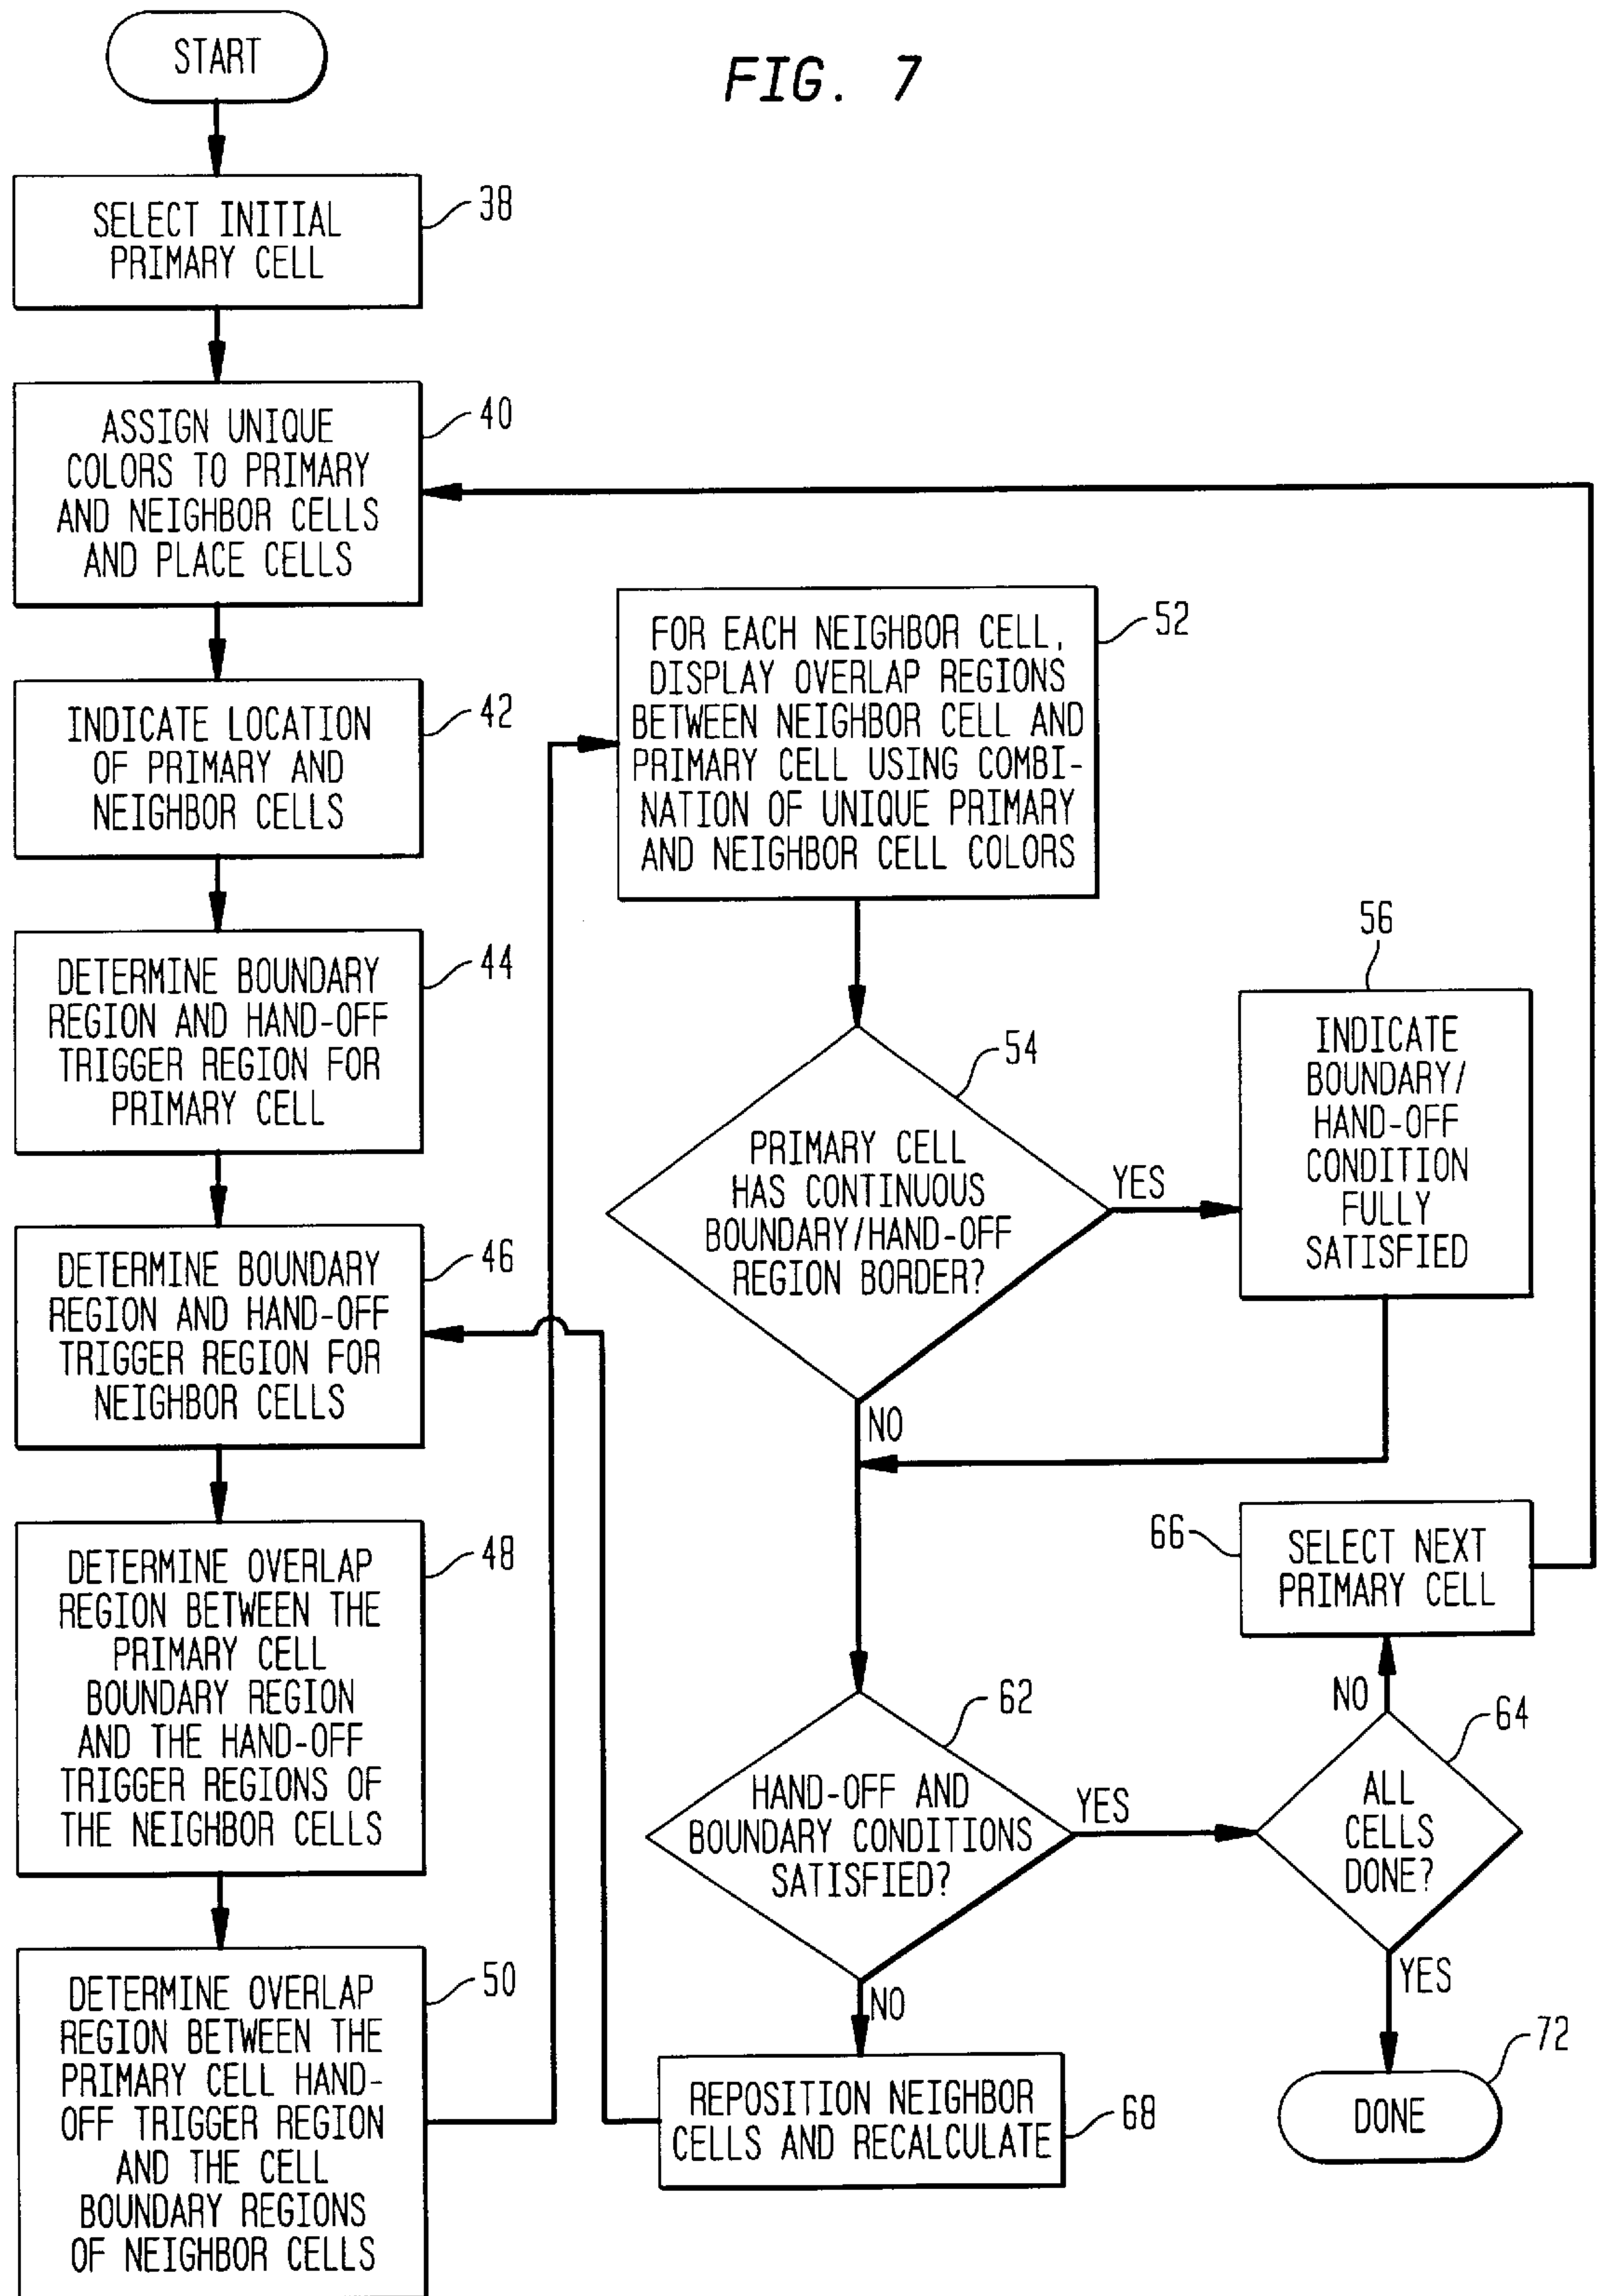 START
FIG. 7
SELECT INITIAL
PRIMARY CELL
38
ASSIGN UNIQUE
COLORS TO PRIMARY
AND NEIGHBOR CELLS
AND PLACE CELLS
40
INDICATE LOCATION
OF PRIMARY AND
NEIGHBOR CELLS
42
DETERMINE BOUNDARY
REGION AND HAND-OFF
TRIGGER REGION FOR
PRIMARY CELL
44
DETERMINE BOUNDARY
REGION AND HAND-OFF
TRIGGER REGION FOR
NEIGHBOR CELLS
46
DETERMINE OVERLAP
REGION BETWEEN THE
PRIMARY CELL
BOUNDARY REGION
AND THE HAND-OFF
TRIGGER REGIONS OF
THE NEIGHBOR CELLS
48
DETERMINE OVERLAP
REGION BETWEEN THE
PRIMARY CELL HAND-
OFF TRIGGER REGION
AND THE CELL
BOUNDARY REGIONS
OF NEIGHBOR CELLS
50
FOR EACH NEIGHBOR CELL,
DISPLAY OVERLAP REGIONS
BETWEEN NEIGHBOR CELL AND
PRIMARY CELL USING COMBI-
NATION OF UNIQUE PRIMARY
AND NEIGHBOR CELL COLORS
52
PRIMARY CELL
HAS CONTINUOUS
BOUNDARY/HAND-OFF
REGION BORDER?
54
YES
NO
56
INDICATE
BOUNDARY/
HAND-OFF
CONDITION
FULLY
SATISFIED
HAND-OFF AND
BOUNDARY CONDITIONS
SATISFIED?
62
YES
NO
66
SELECT NEXT
PRIMARY CELL
NO
64
ALL
CELLS
DONE?
YES
REPOSITION NEIGHBOR
CELLS AND RECALCULATE
68
72
DONE